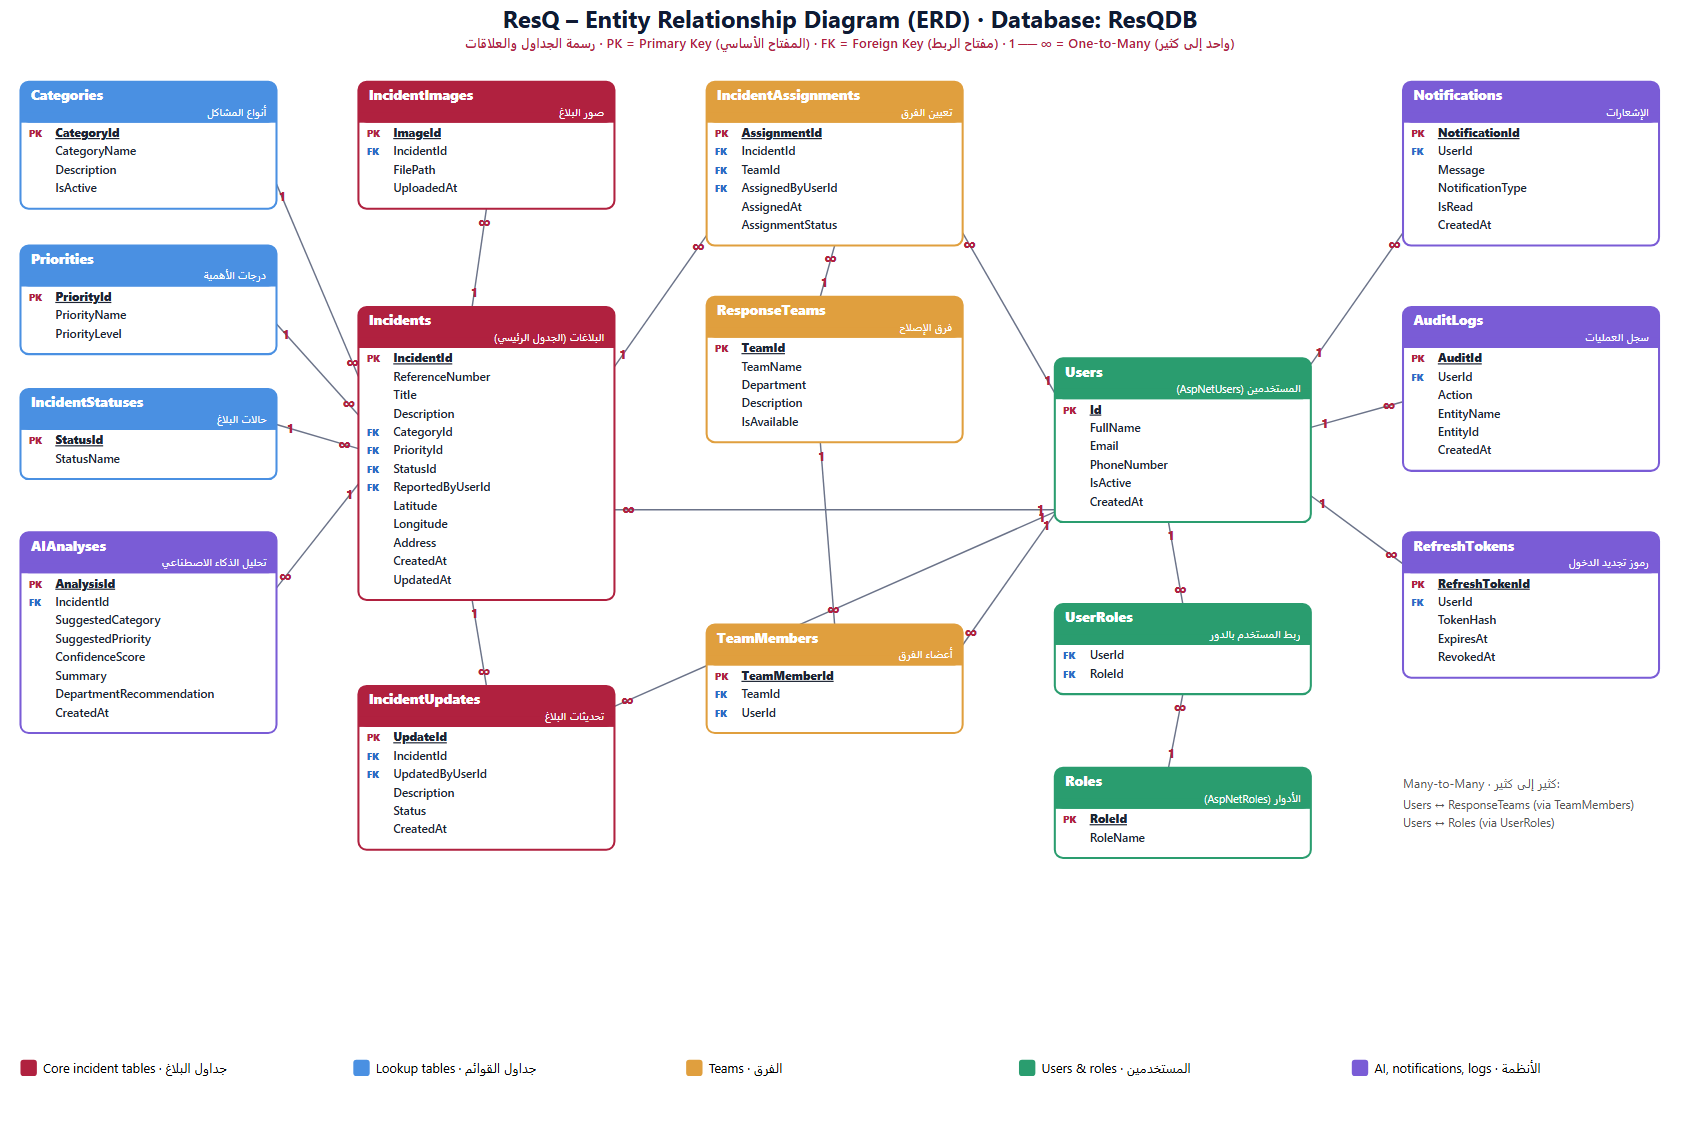 ResQ – Entity Relationship Diagram (ERD) · Database: ResQDB
رسمة الجداول والعلاقات · PK = Primary Key (المفتاح الأساسي) · FK = Foreign Key (مفتاح الربط) · 1 ── ∞ = One-to-Many (واحد إلى كثير)
Categories
أنواع المشاكل
PK CategoryId
CategoryName
Description
IsActive
Priorities
درجات الأهمية
PK PriorityId
PriorityName
PriorityLevel
IncidentStatuses
حالات البلاغ
PK StatusId
StatusName
AIAnalyses
تحليل الذكاء الاصطناعي
PK AnalysisId
FK IncidentId
SuggestedCategory
SuggestedPriority
ConfidenceScore
Summary
DepartmentRecommendation
CreatedAt
IncidentImages
صور البلاغ
PK ImageId
FK IncidentId
FilePath
UploadedAt
Incidents
البلاغات (الجدول الرئيسي)
PK IncidentId
ReferenceNumber
Title
Description
FK CategoryId
FK PriorityId
FK StatusId
FK ReportedByUserId
Latitude
Longitude
Address
CreatedAt
UpdatedAt
IncidentUpdates
تحديثات البلاغ
PK UpdateId
FK IncidentId
FK UpdatedByUserId
Description
Status
CreatedAt
IncidentAssignments
تعيين الفرق
PK AssignmentId
FK IncidentId
FK TeamId
FK AssignedByUserId
AssignedAt
AssignmentStatus
ResponseTeams
فرق الإصلاح
PK TeamId
TeamName
Department
Description
IsAvailable
TeamMembers
أعضاء الفرق
PK TeamMemberId
FK TeamId
FK UserId
Users
المستخدمين (AspNetUsers)
PK Id
FullName
Email
PhoneNumber
IsActive
CreatedAt
UserRoles
ربط المستخدم بالدور
FK UserId
FK RoleId
Roles
الأدوار (AspNetRoles)
PK RoleId
RoleName
Notifications
الإشعارات
PK NotificationId
FK UserId
Message
NotificationType
IsRead
CreatedAt
AuditLogs
سجل العمليات
PK AuditId
FK UserId
Action
EntityName
EntityId
CreatedAt
RefreshTokens
رموز تجديد الدخول
PK RefreshTokenId
FK UserId
TokenHash
ExpiresAt
RevokedAt
Many-to-Many · كثير إلى كثير:
Users ↔ ResponseTeams (via TeamMembers)
Users ↔ Roles (via UserRoles)
Core incident tables · جداول البلاغ
Lookup tables · جداول القوائم
Teams · الفرق
Users & roles · المستخدمين
AI, notifications, logs · الأنظمة